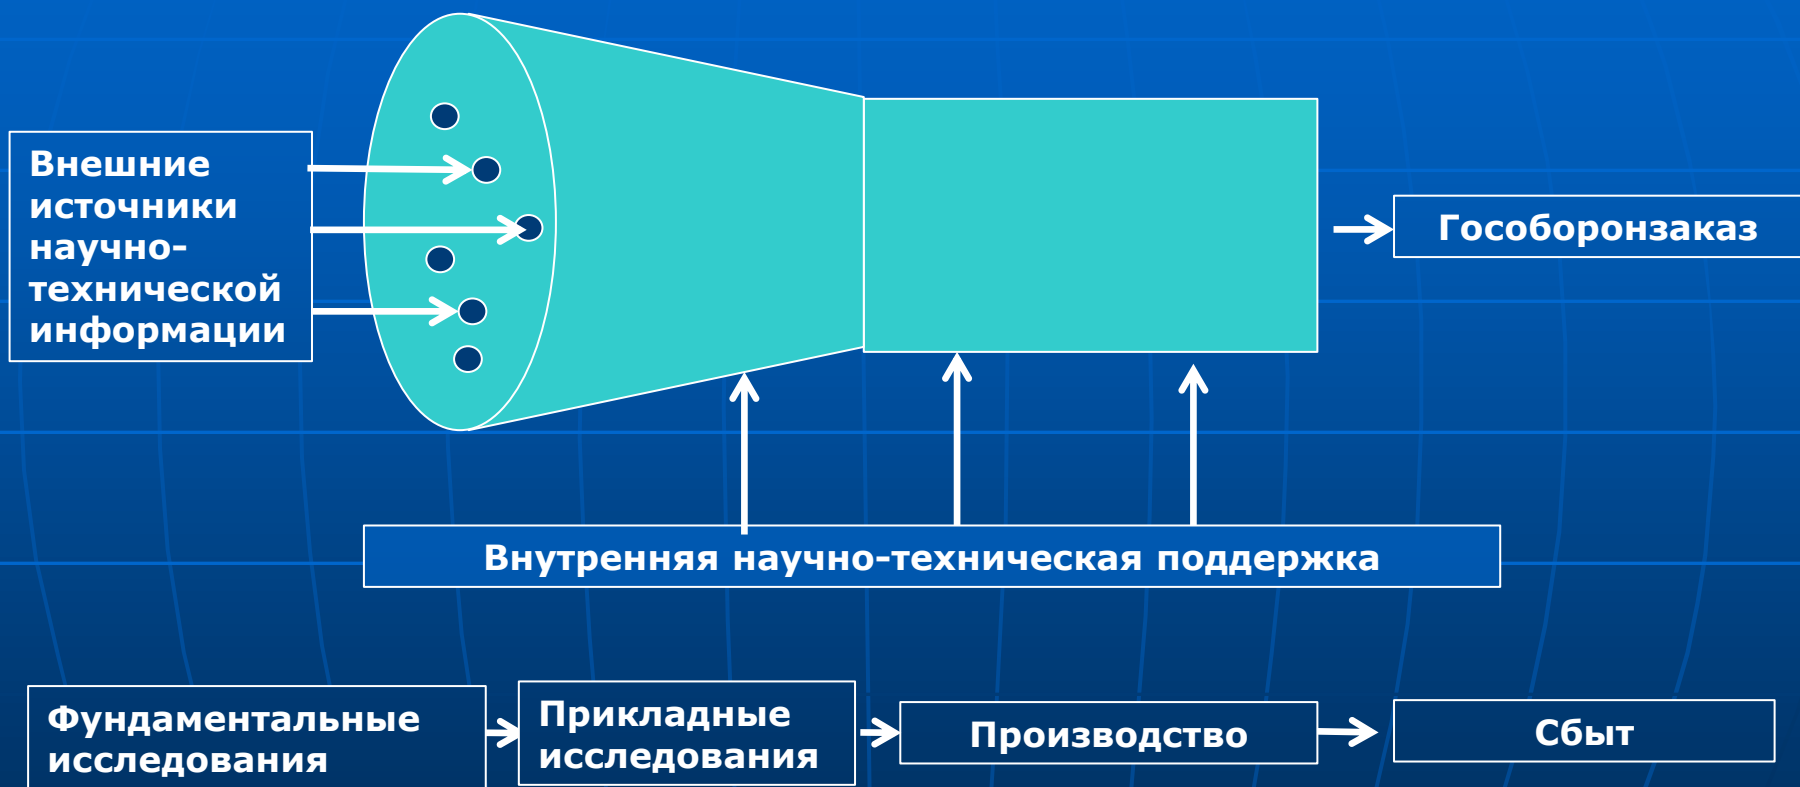 Внешние
источники
научно-
технической
информации
Гособоронзаказ
Внутренняя научно-техническая поддержка
Фундаментальные
исследования
Прикладные
исследования
Производство
Сбыт